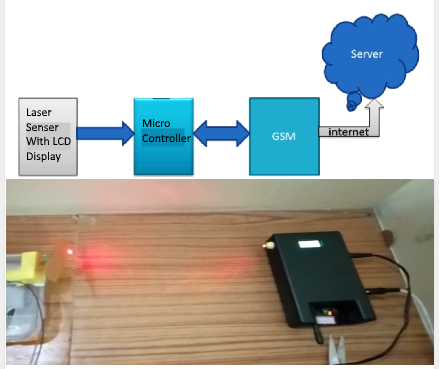 Server
Laser
Senser
With LCD
Display
Micro
Controller
GSM
internet